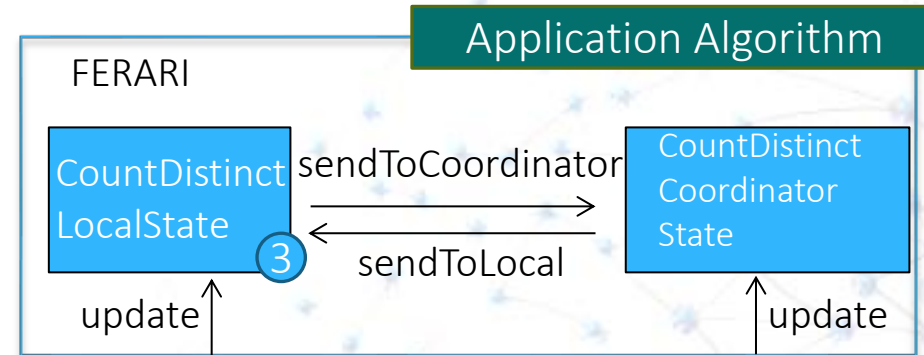 Application Algorithm
FERARI
CountDistinct
LocalState
3
sendToCoordinator
sendToLocal
CountDistinct
Coordinator
State
update
update